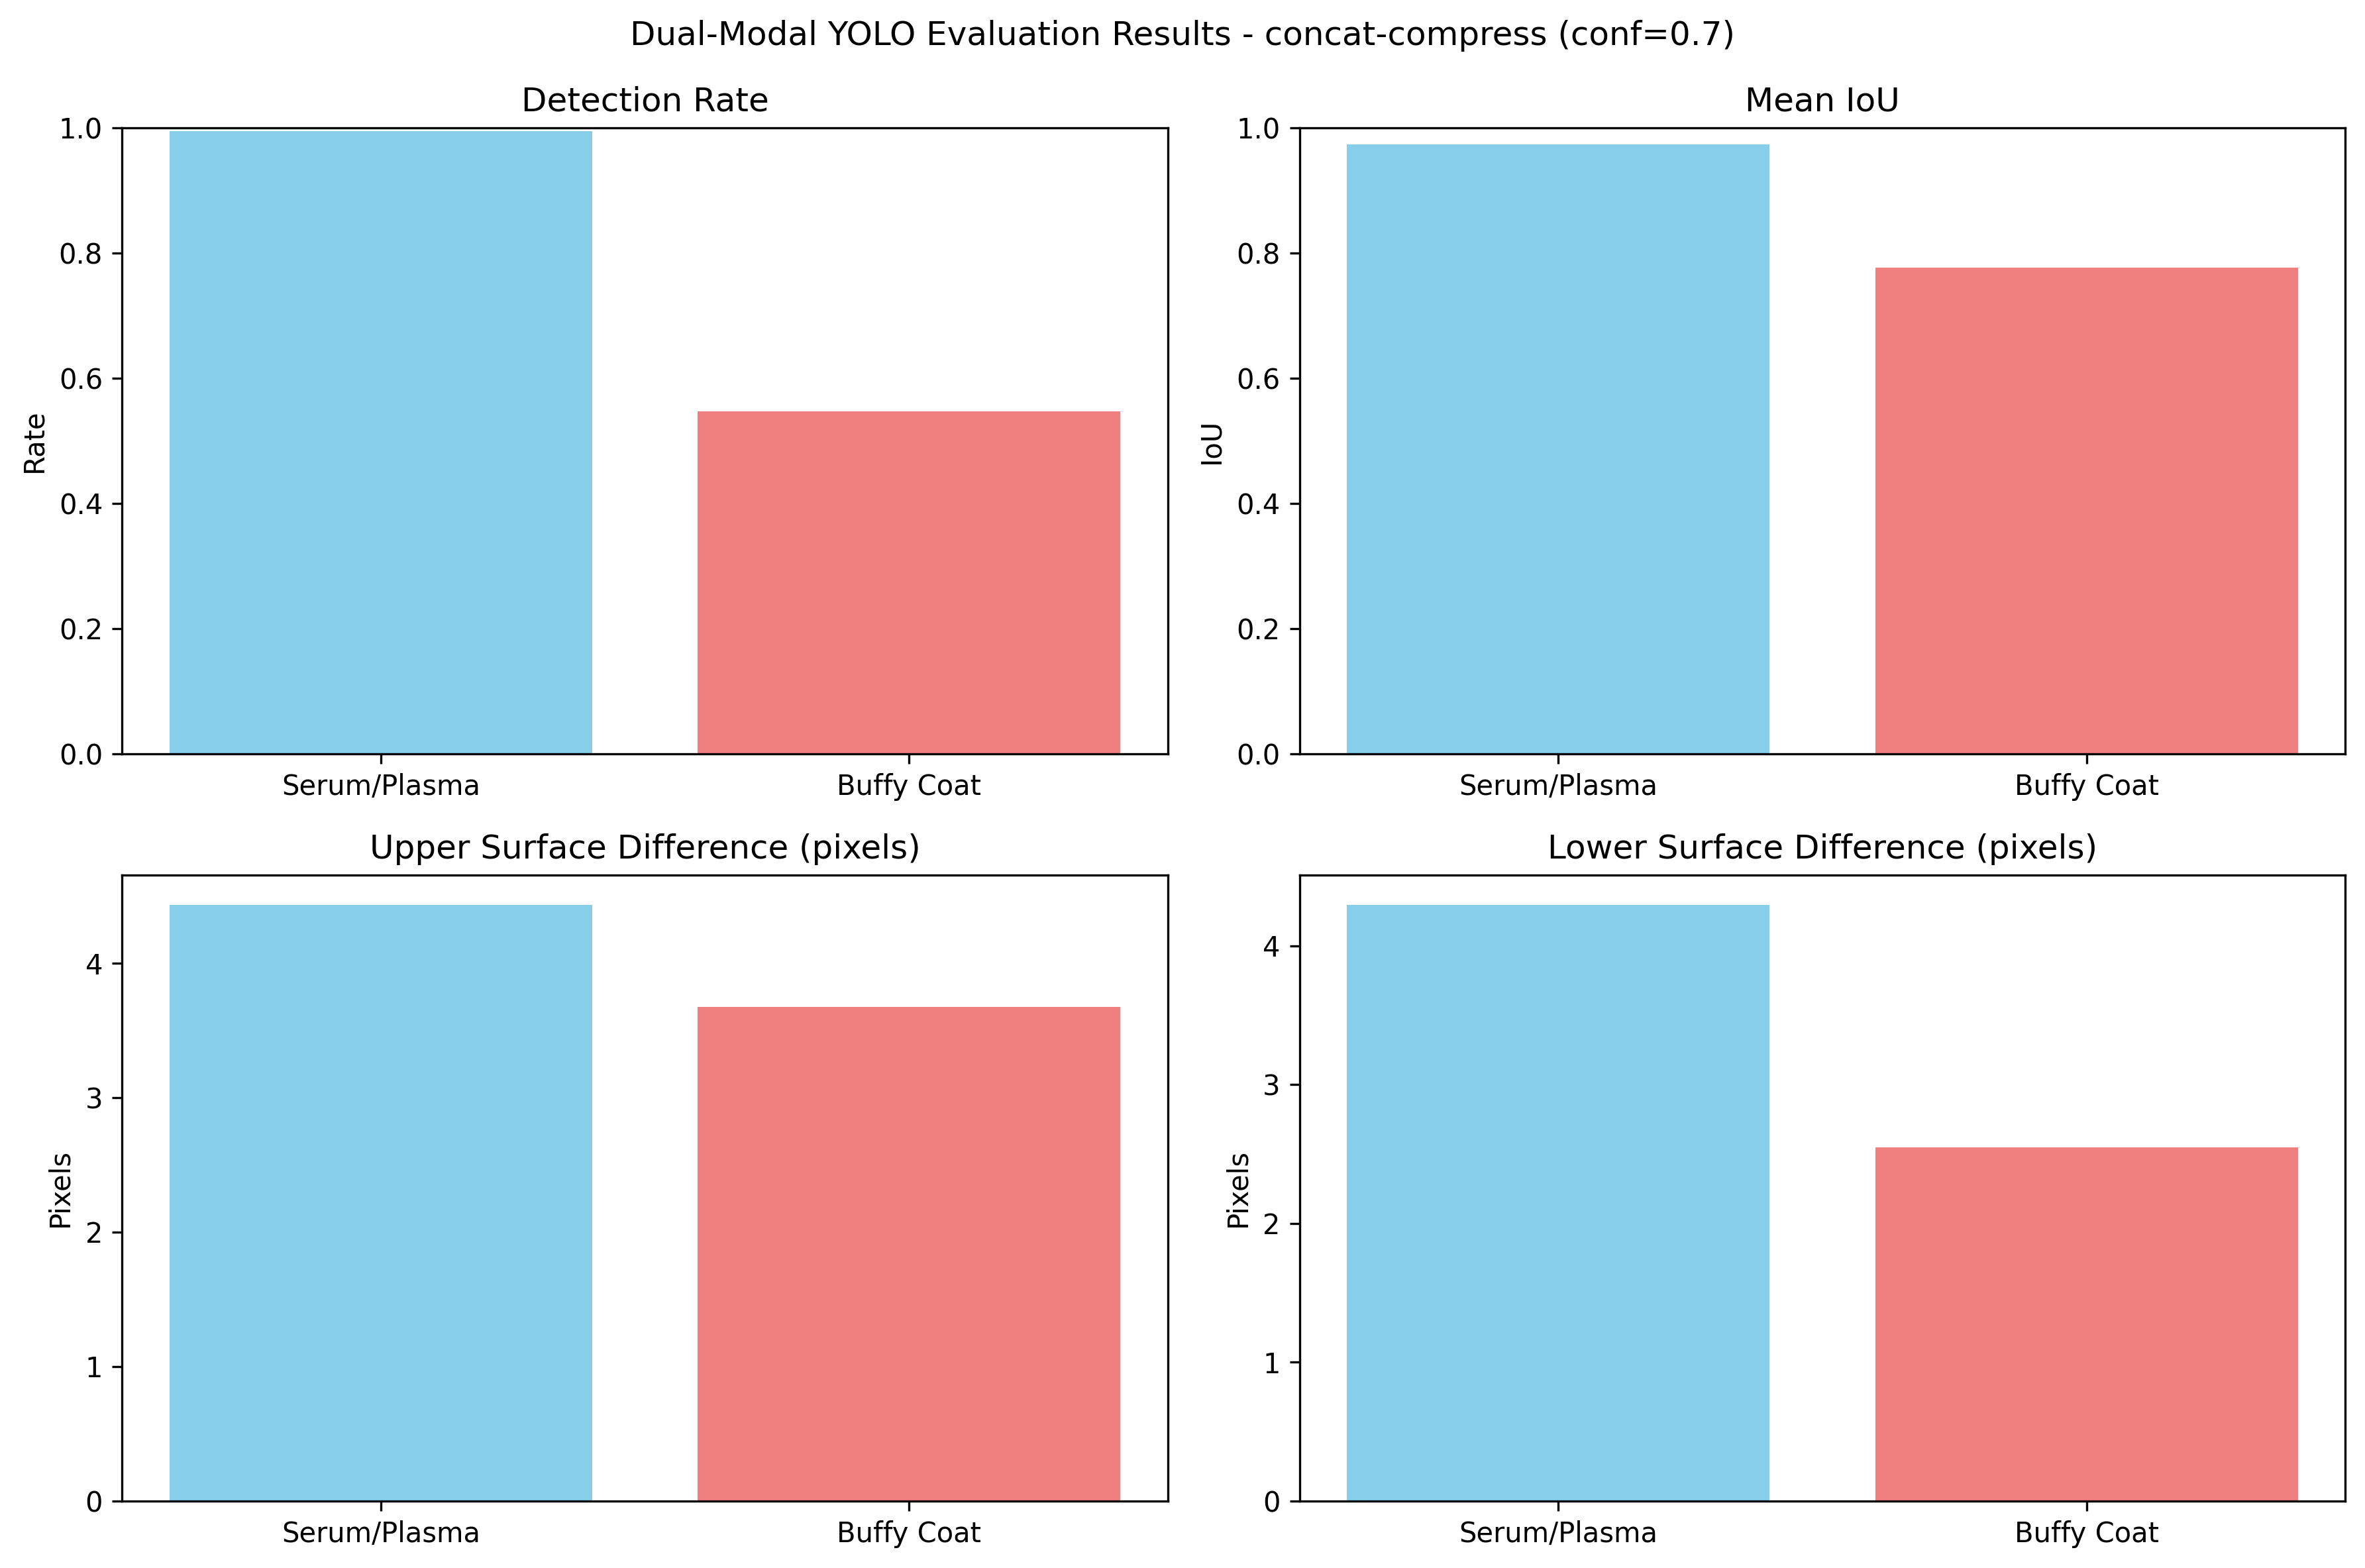 Dual-Modal YOLO Evaluation Results - concat-compress (conf=0.7)
Detection Rate
1.0
0.8
0.6
0.4
0.2
0.0
Rate
Serum/Plasma Buffy Coat
Mean IoU
1.0
0.8
0.6
0.4
0.2
0.0
IoU
Serum/Plasma Buffy Coat
Upper Surface Difference (pixels)
4
3
2
1
0
Pixels
Serum/Plasma Buffy Coat
Lower Surface Difference (pixels)
4
3
2
1
0
Pixels
Serum/Plasma Buffy Coat